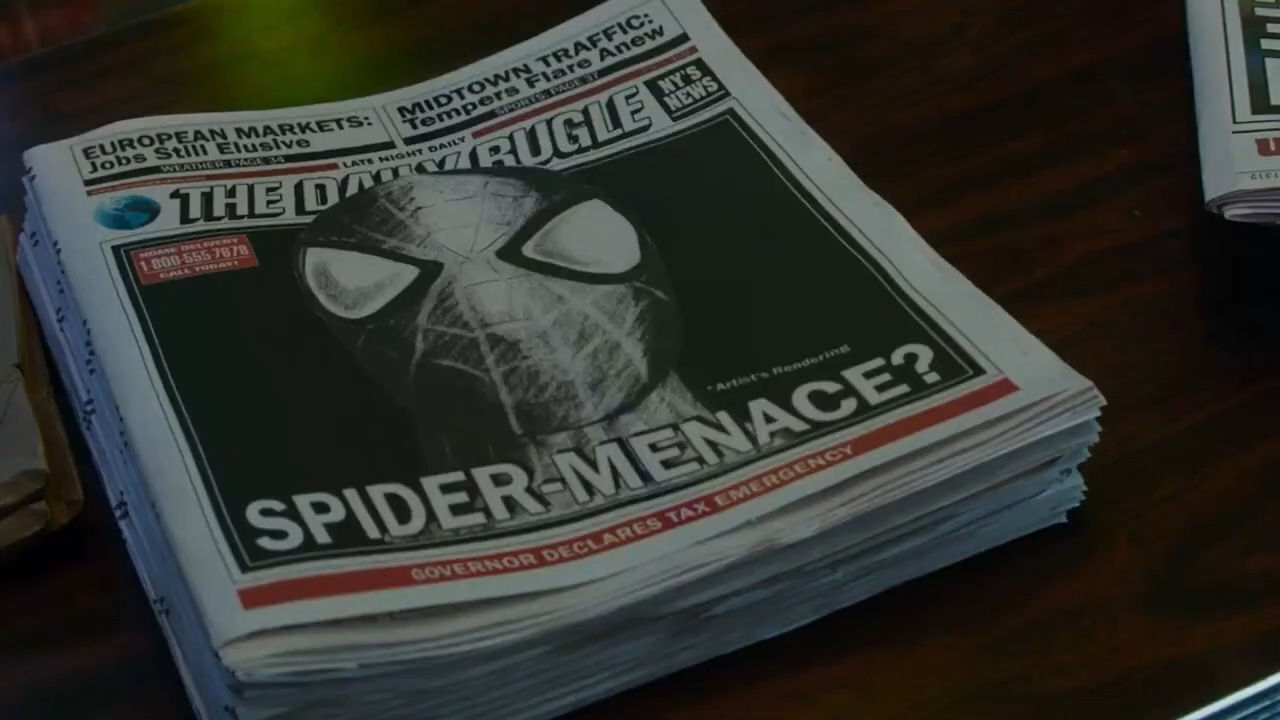 EUROPEAN MARKETS:
Jobs Still Elusive
WEATHER: PAGE 34
MIDTOWN TRAFFIC:
Tempers Flare Anew
SPORTS: PAGE 37
LATE NIGHT DAILY
THE DAILY BUGLE
NY'S
NEWS
HOME DELIVERY
1-800-555-7678
CALL TODAY!
*Artist's Rendering
SPIDER-MENACE?
GOVERNOR DECLARES TAX EMERGENCY